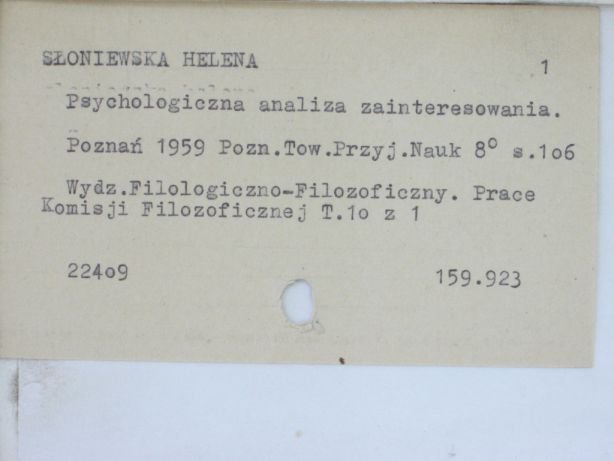 SŁONIEWSKA HELENA 1
Psychologiczna analiza zainteresowania.
Poznań 1959 Pozn.Tow.Przyj.Nauk 8° s.1o6
Wydz.Filologiczno-Filozoficzny. Prace
Komisji Filozoficznej T.1o z 1
224o9 159.923